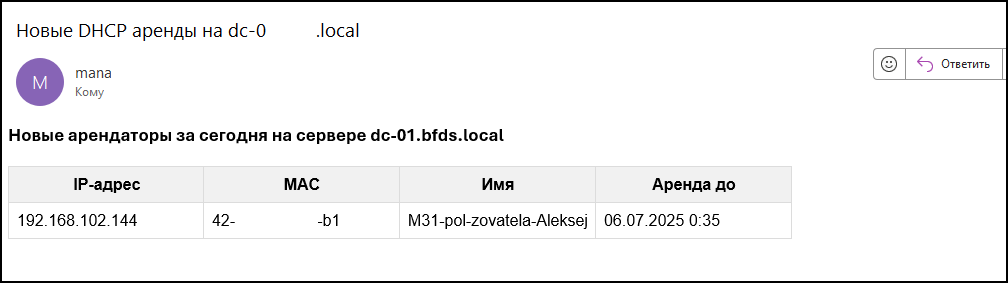 Новые DHCP аренды на dc-0 .local
M
mana
Кому
Ответить
Новые арендаторы за сегодня на сервере dc-01.bfds.local
IP-адрес MAC Имя Аренда до
192.168.102.144 42- -b1 M31-pol-zovatela-Aleksej 06.07.2025 0:35